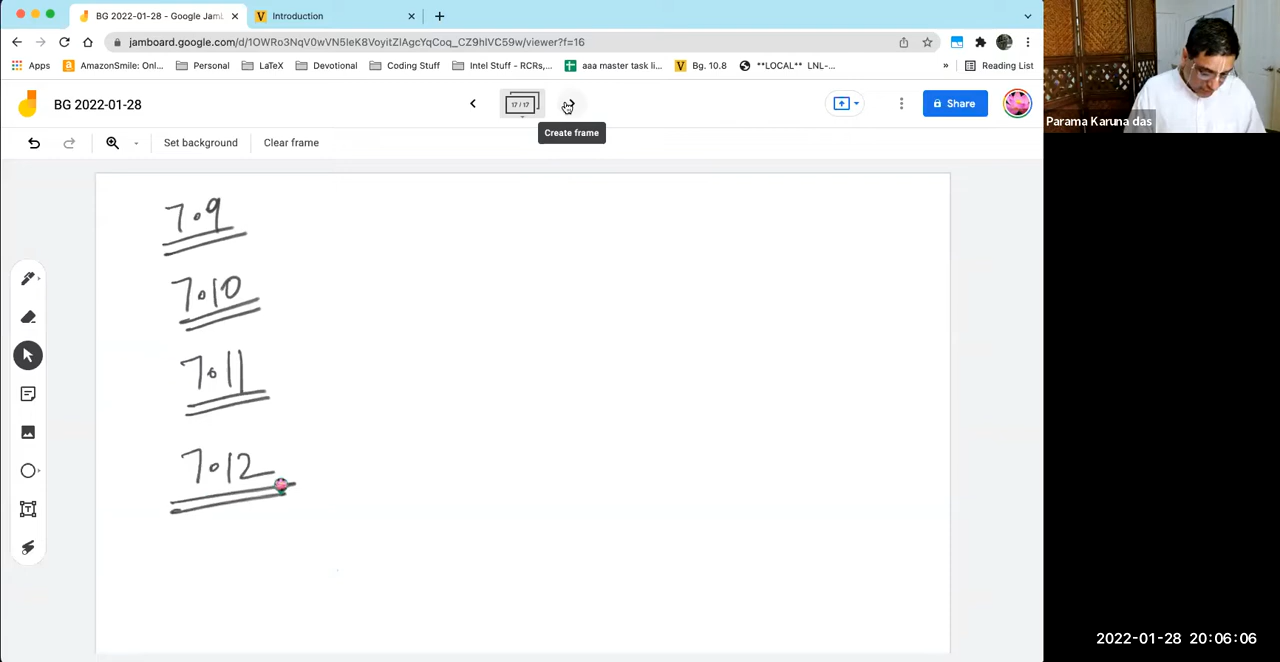 BG 2022-01-28 - Google Jam
Introduction
jamboard.google.com/d/1OWRo3NqV0wVN5leK8VoyitZlAgcYqCoq_CZ9hIVC59w/viewer?f=16
Apps AmazonSmile: Onl... Personal LaTeX Devotional Coding Stuff Intel Stuff - RCRs,... aaa master task li... Bg. 10.8 **LOCAL** LNL-... » Reading List
BG 2022-01-28
17 / 17
Share
Parama Karuna das
Create frame
Set background Clear frame
7.9
7.10
7.11
7.12
2022-01-28 20:06:06